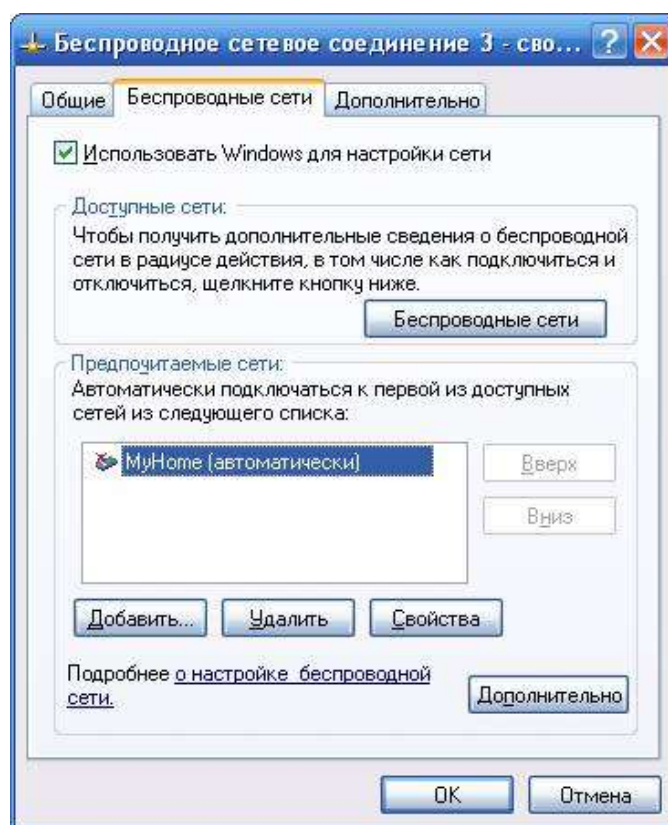 Беспроводное сетевое соединение 3 - сво...
Общие
Беспроводные сети
Дополнительно
Использовать Windows для настройки сети
Доступные сети:
Чтобы получить дополнительные сведения о беспроводной
сети в радиусе действия, в том числе как подключиться и
отключиться, щелкните кнопку ниже.
Беспроводные сети
Предпочитаемые сети:
Автоматически подключаться к первой из доступных
сетей из следующего списка:
MyHome (автоматически)
Вверх
Вниз
Добавить...
Удалить
Свойства
Подробнее о настройке беспроводной
сети.
Дополнительно
OK
Отмена